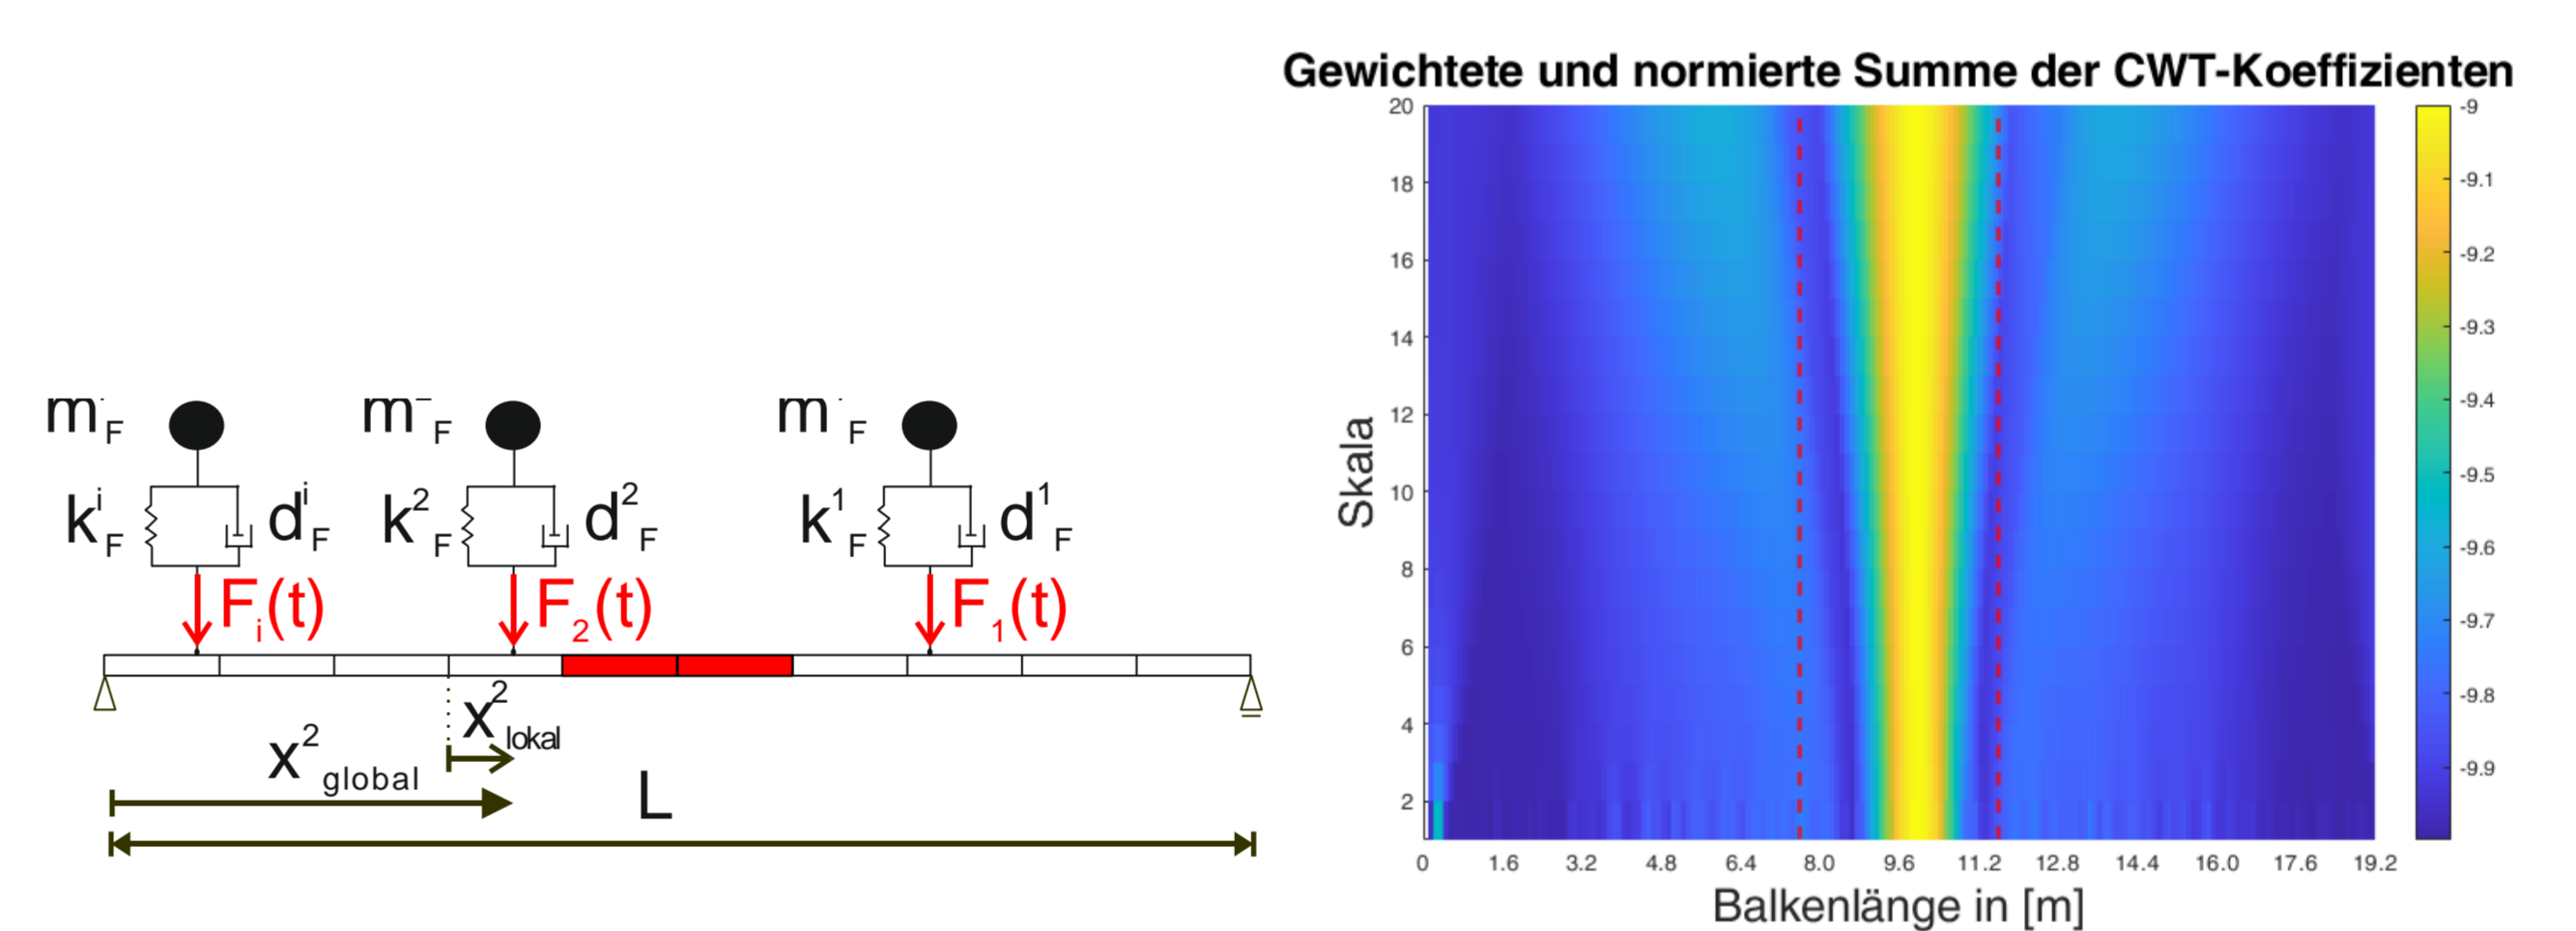 m F m F m F
k i F d i F k 2 F d 2 F k 1 F d 1 F
F i (t) F 2 (t) F 1 (t)
x 2 lokal
x 2 global
L
Gewichtete und normierte Summe der CWT-Koeffizienten
20
18
16
14
12
10
8
6
4
2
Skala
0 1.6 3.2 4.8 6.4 8.0 9.6 11.2 12.8 14.4 16.0 17.6 19.2
Balkenlänge in [m]
-9
-9.1
-9.2
-9.3
-9.4
-9.5
-9.6
-9.7
-9.8
-9.9